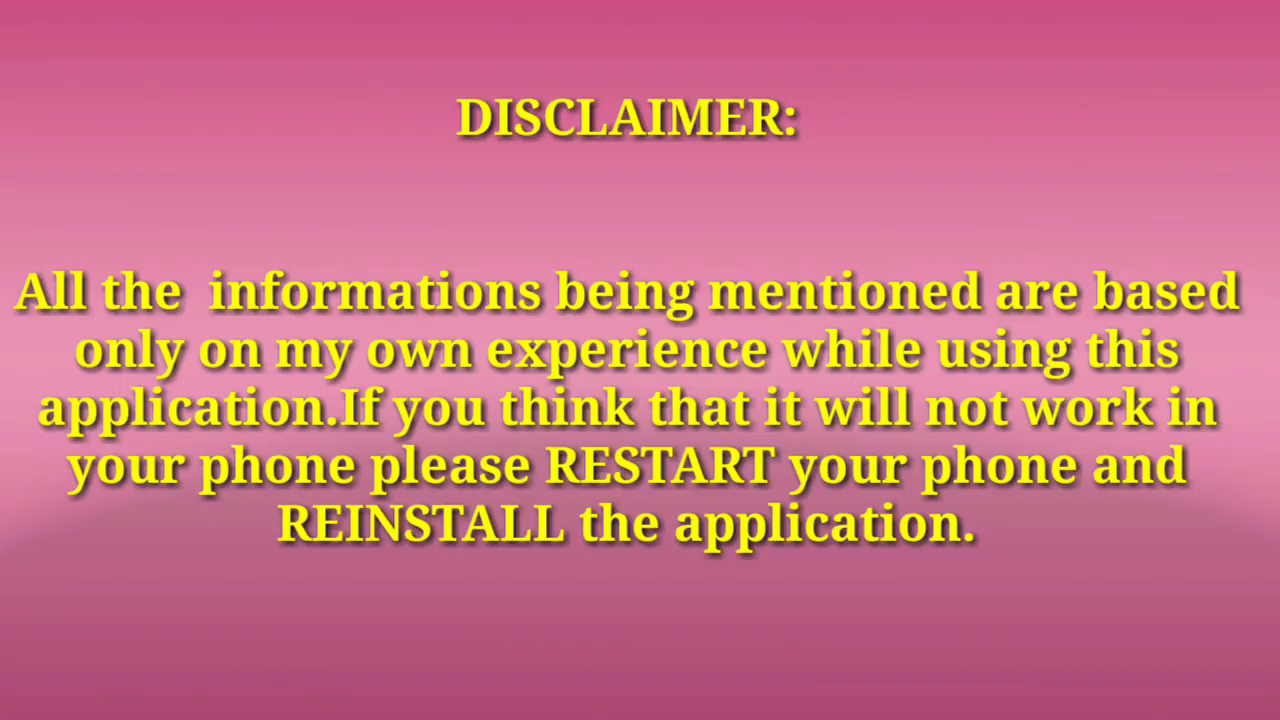 DISCLAIMER:
All the  informations being mentioned are based
only on my own experience while using this
application.If you think that it will not work in
your phone please RESTART your phone and
REINSTALL the application.